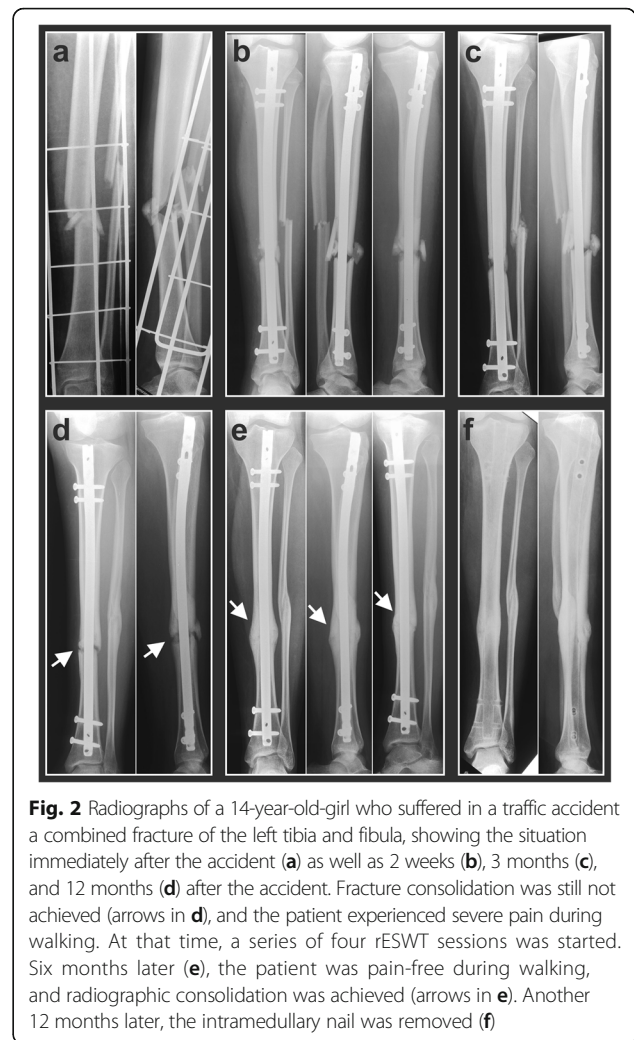 a
b
c
d
e
f
Fig. 2 Radiographs of a 14-year-old-girl who suffered in a traffic accident
a combined fracture of the left tibia and fibula, showing the situation
immediately after the accident (a) as well as 2 weeks (b), 3 months (c),
and 12 months (d) after the accident. Fracture consolidation was still not
achieved (arrows in d), and the patient experienced severe pain during
walking. At that time, a series of four rESWT sessions was started.
Six months later (e), the patient was pain-free during walking,
and radiographic consolidation was achieved (arrows in e). Another
12 months later, the intramedullary nail was removed (f)